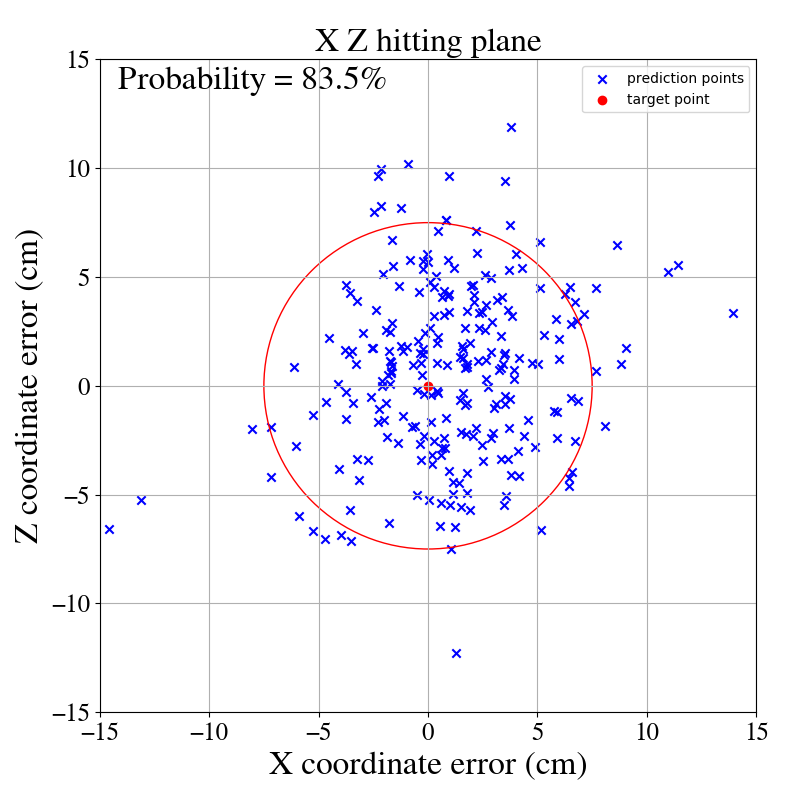 X Z hitting plane
Probability = 83.5%
prediction points
target point
15
10
5
0
−5
−10
−15
Z coordinate error (cm)
−15 −10 −5 0 5 10 15
X coordinate error (cm)